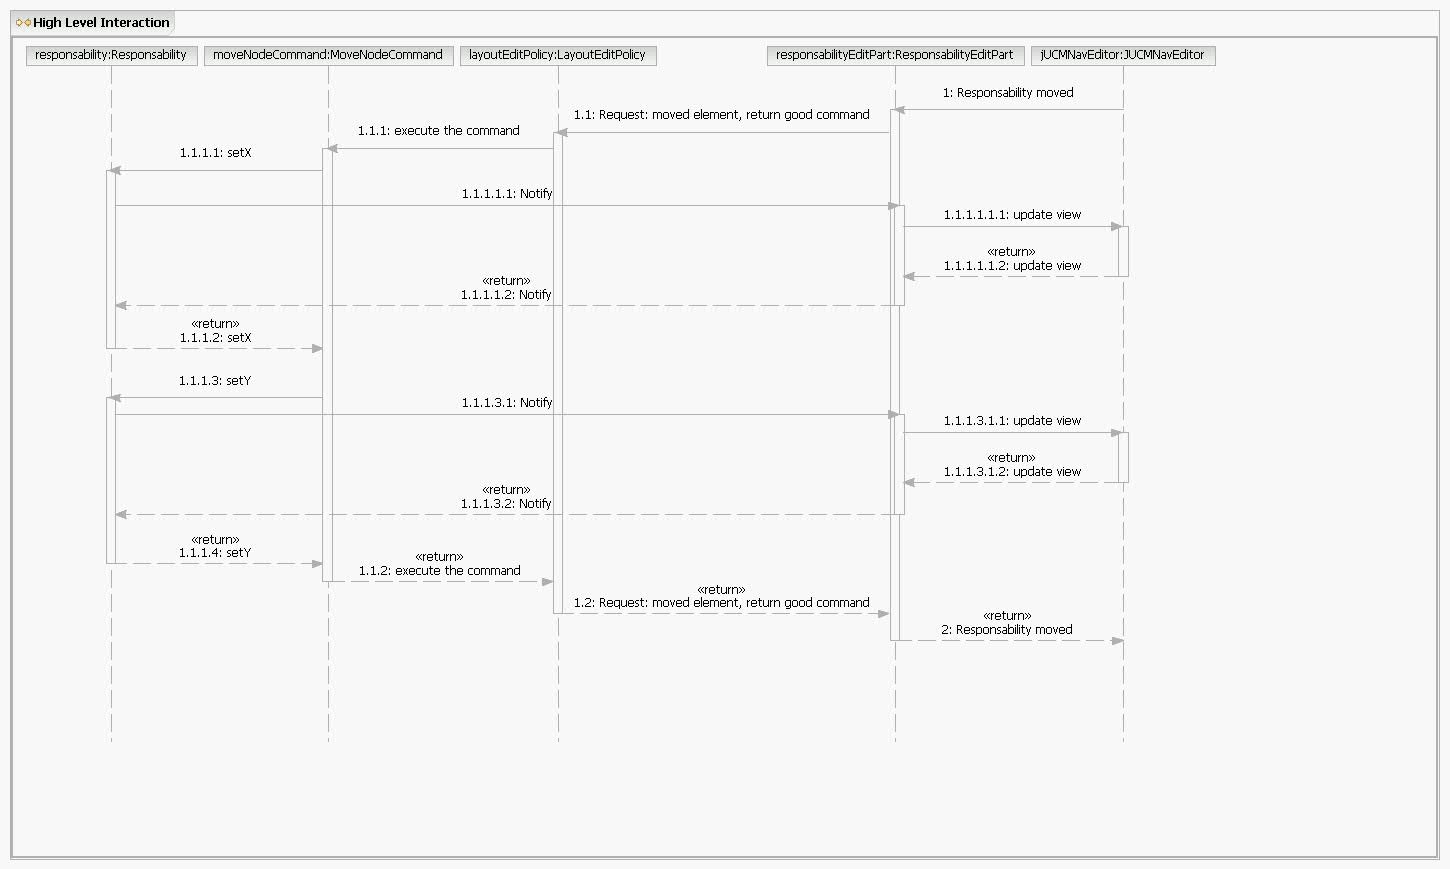 High Level Interaction
responsability:Responsability
moveNodeCommand:MoveNodeCommand
layoutEditPolicy:LayoutEditPolicy
responsabilityEditPart:ResponsabilityEditPart
jUCMNavEditor:JUCMNavEditor
1: Responsability moved
1.1: Request: moved element, return good command
1.1.1: execute the command
1.1.1.1: setX
1.1.1.1.1: Notify
1.1.1.1.1.1: update view
«return»
1.1.1.1.1.2: update view
«return»
1.1.1.1.2: Notify
«return»
1.1.1.2: setX
1.1.1.3: setY
1.1.1.3.1: Notify
1.1.1.3.1.1: update view
«return»
1.1.1.3.1.2: update view
«return»
1.1.1.3.2: Notify
«return»
1.1.1.4: setY
«return»
1.1.2: execute the command
«return»
1.2: Request: moved element, return good command
«return»
2: Responsability moved